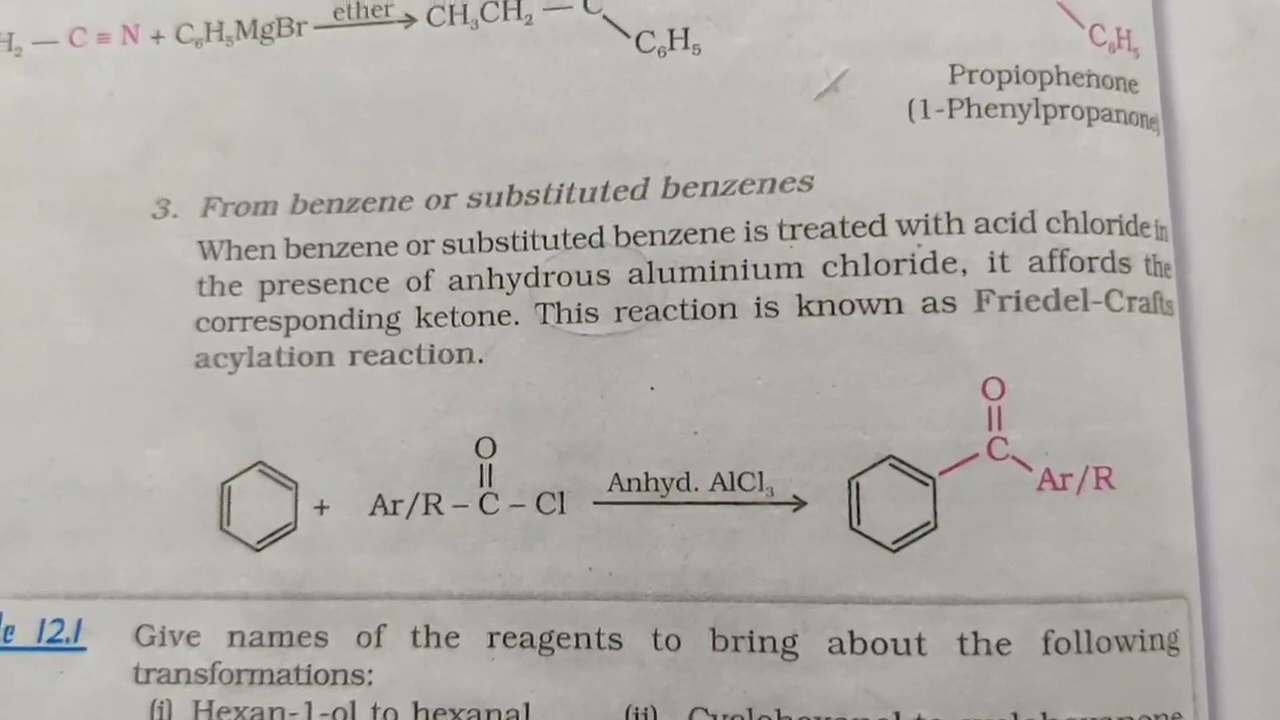 H₂ — C ≡ N + C₆H₅MgBr ether → CH₃CH₂ — C
C₆H₅
C₆H₅
Propiophenone
(1-Phenylpropanone)
3. From benzene or substituted benzenes
When benzene or substituted benzene is treated with acid chloride in
the presence of anhydrous aluminium chloride, it affords the
corresponding ketone. This reaction is known as Friedel-Crafts
acylation reaction.
O
||
+ Ar/R – C – Cl Anhyd. AlCl₃ →
O
||
C
Ar/R
e 12.1
Give names of the reagents to bring about the following
transformations:
(i) Hexan-1-ol to hexanal (ii)